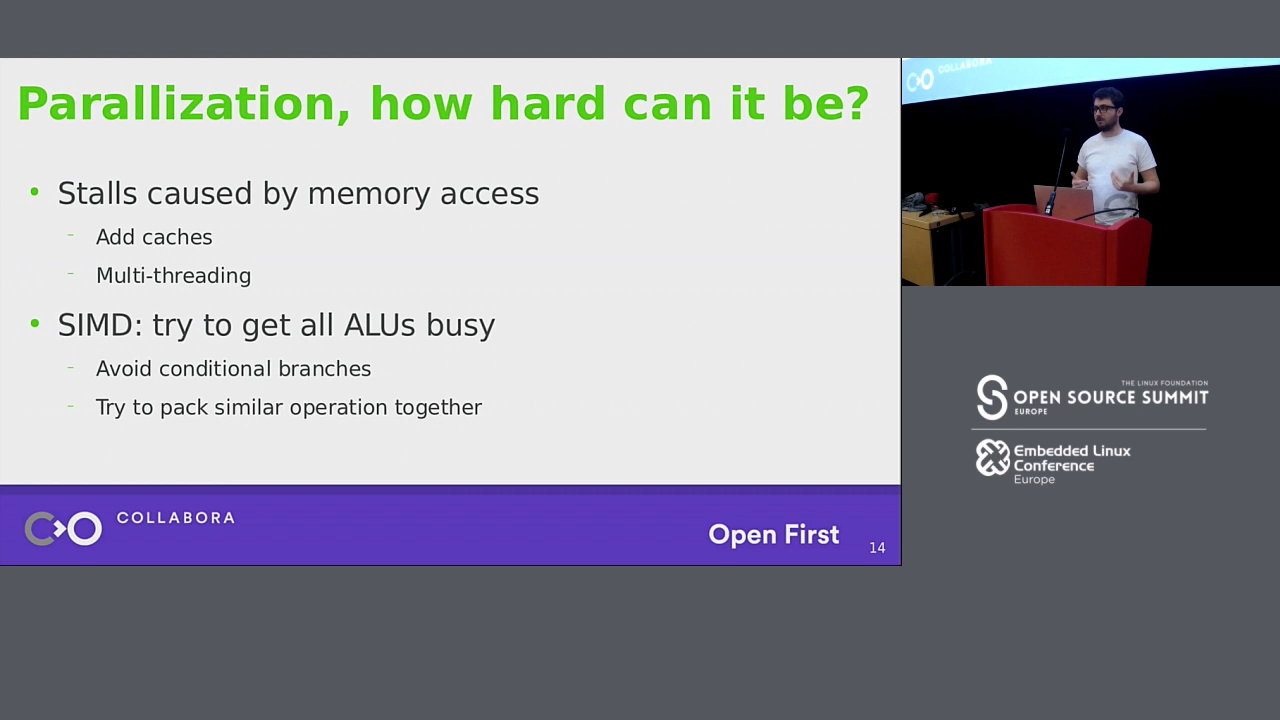 Parallization, how hard can it be?
• Stalls caused by memory access
– Add caches
– Multi-threading
• SIMD: try to get all ALUs busy
– Avoid conditional branches
– Try to pack similar operation together
COLLABORA
Open First
14
COLLABORA
THE LINUX FOUNDATION
OPEN SOURCE SUMMIT
EUROPE
Embedded Linux
Conference
Europe